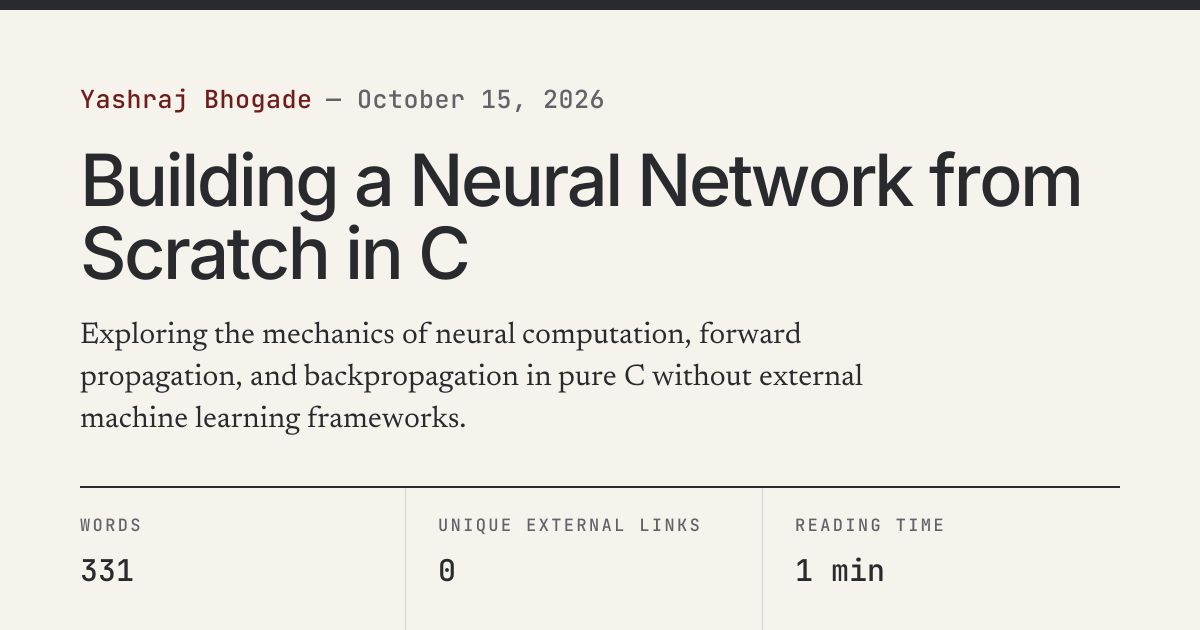 Yashraj Bhogade — October 15, 2026
Building a Neural Network from
Scratch in C
Exploring the mechanics of neural computation, forward
propagation, and backpropagation in pure C without external
machine learning frameworks.
WORDS
331
UNIQUE EXTERNAL LINKS
0
READING TIME
1 min